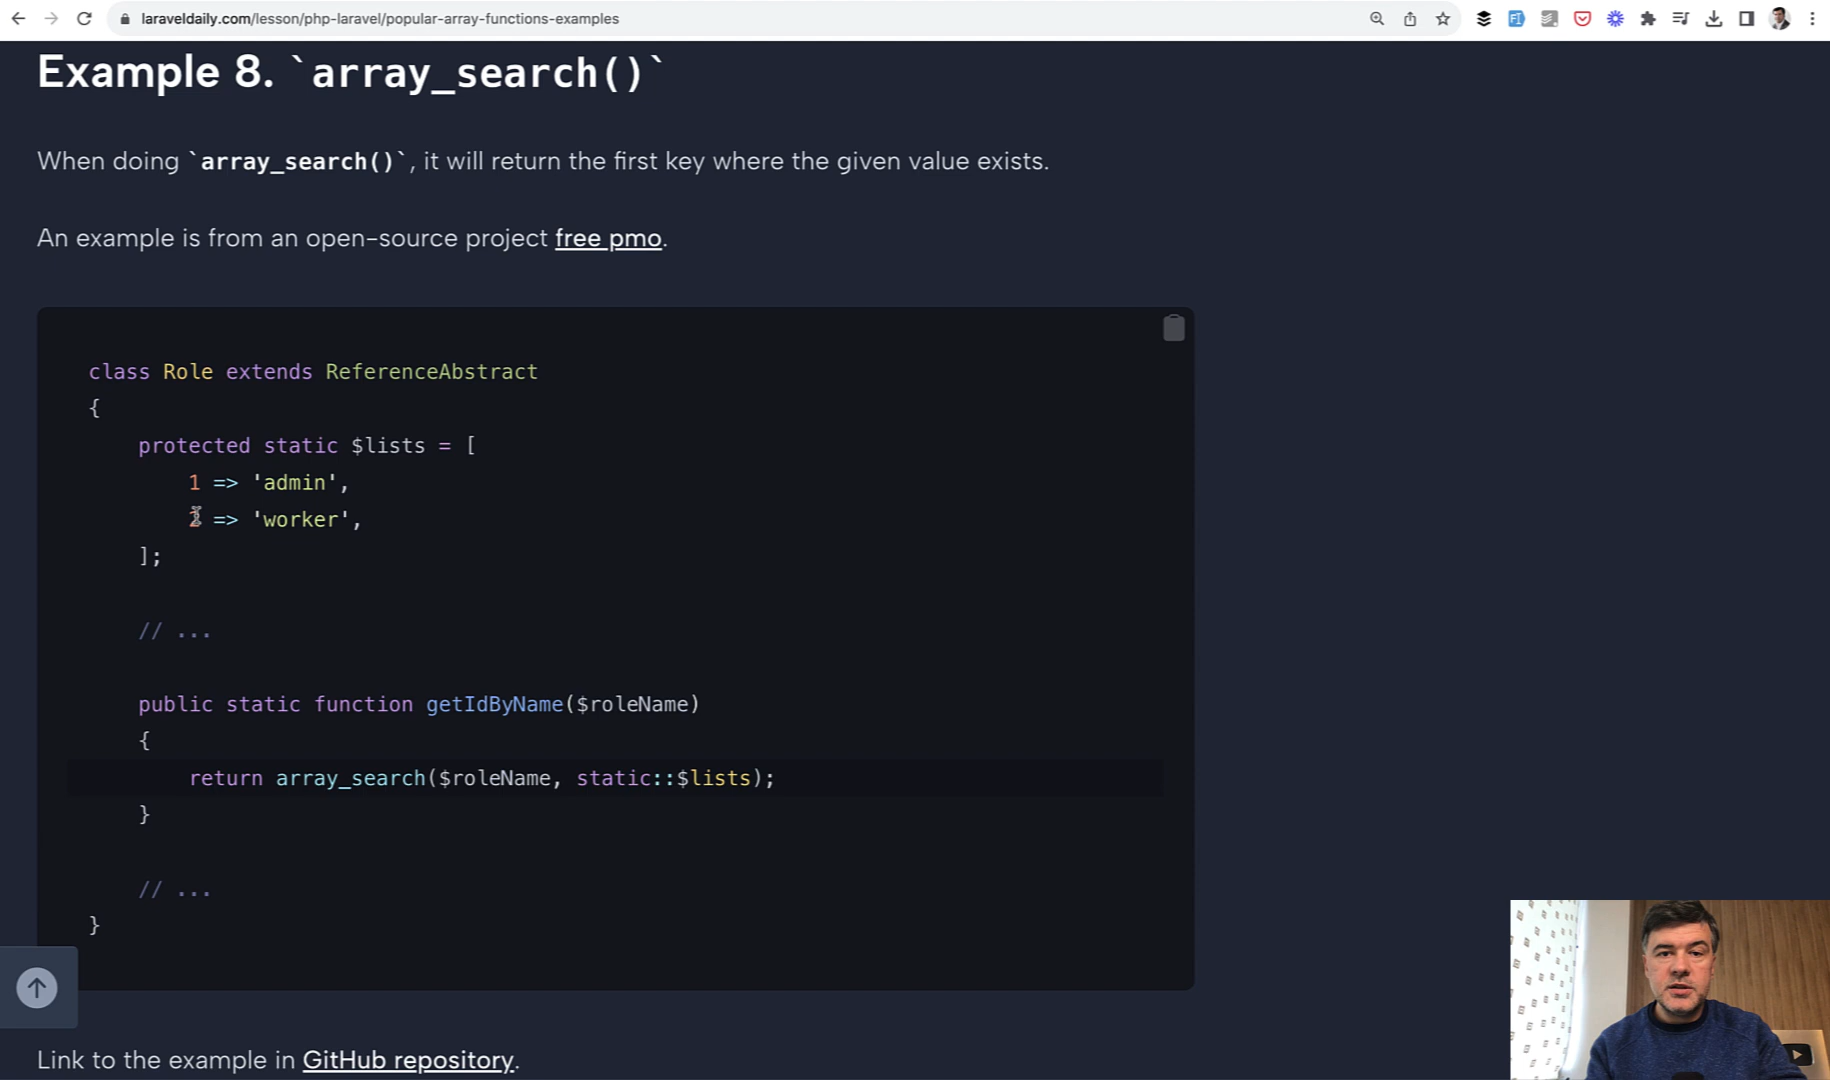 laraveldaily.com/lesson/php-laravel/popular-array-functions-examples
Example 8. `array_search()`
When doing `array_search()`, it will return the first key where the given value exists.
An example is from an open-source project free pmo.
class Role extends ReferenceAbstract
{
protected static $lists = [
1 => 'admin',
2 => 'worker',
];
// ...
public static function getIdByName($roleName)
{
return array_search($roleName, static::$lists);
}
// ...
}
Link to the example in GitHub repository.